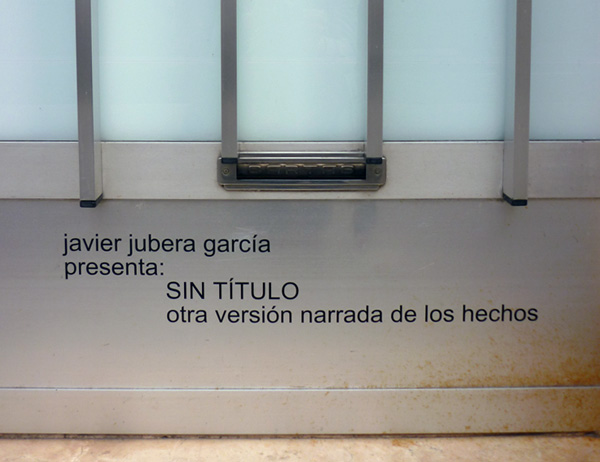 javier jubera garcía
presenta:
SIN TÍTULO
otra versión narrada de los hechos